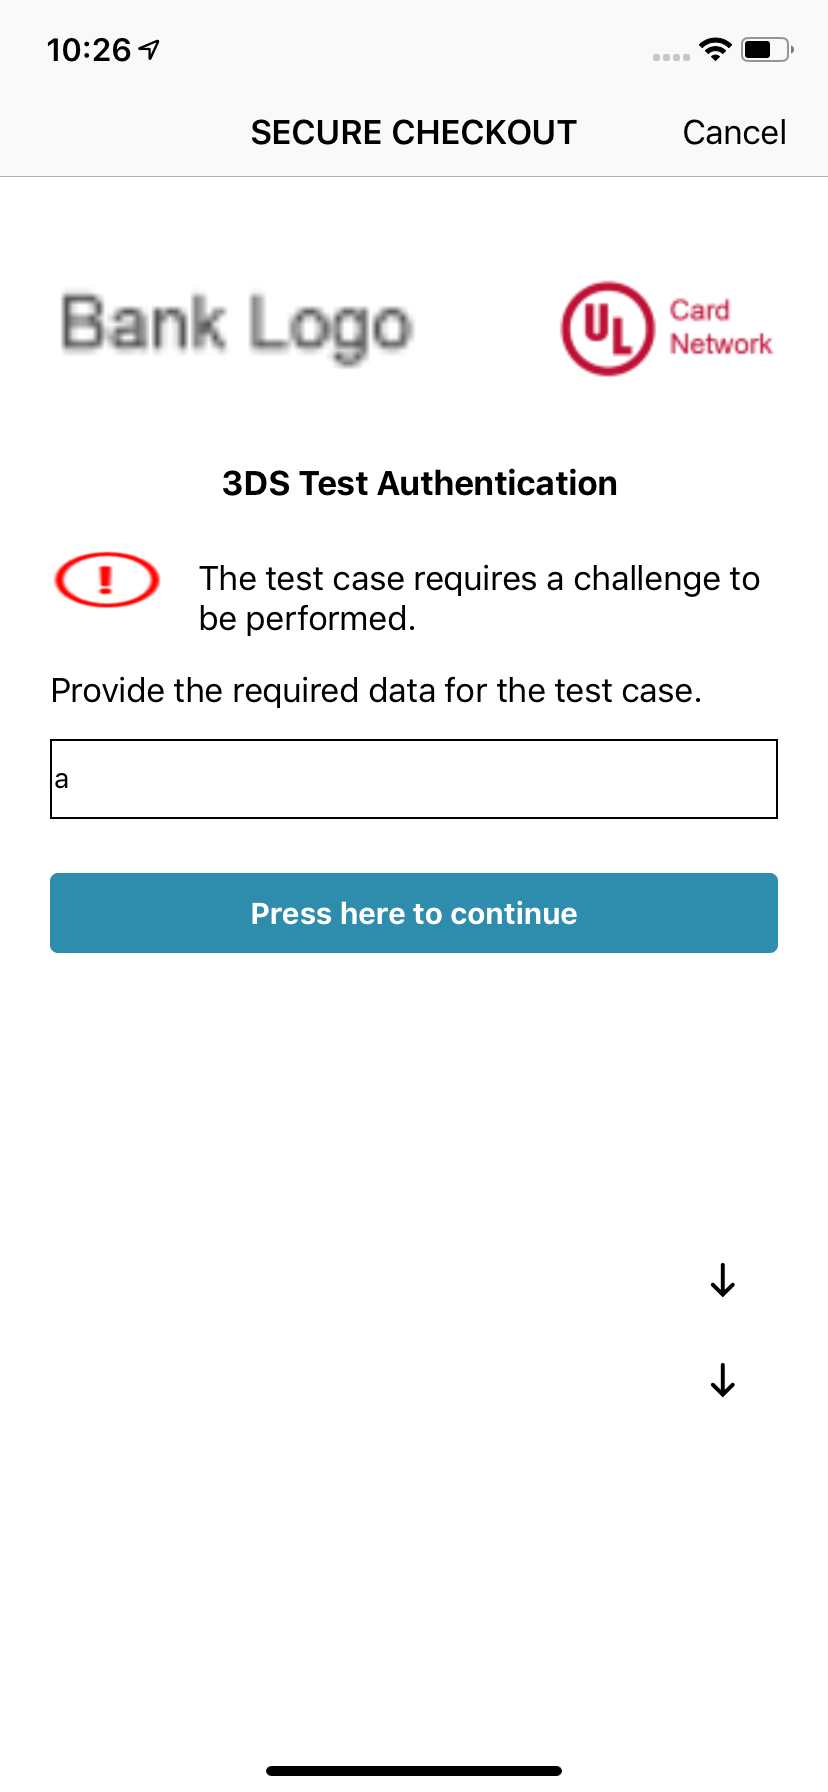 10:26
SECURE CHECKOUT
Cancel
Bank Logo
UL
Card
Network
3DS Test Authentication
!
The test case requires a challenge to
be performed.
Provide the required data for the test case.
a
Press here to continue